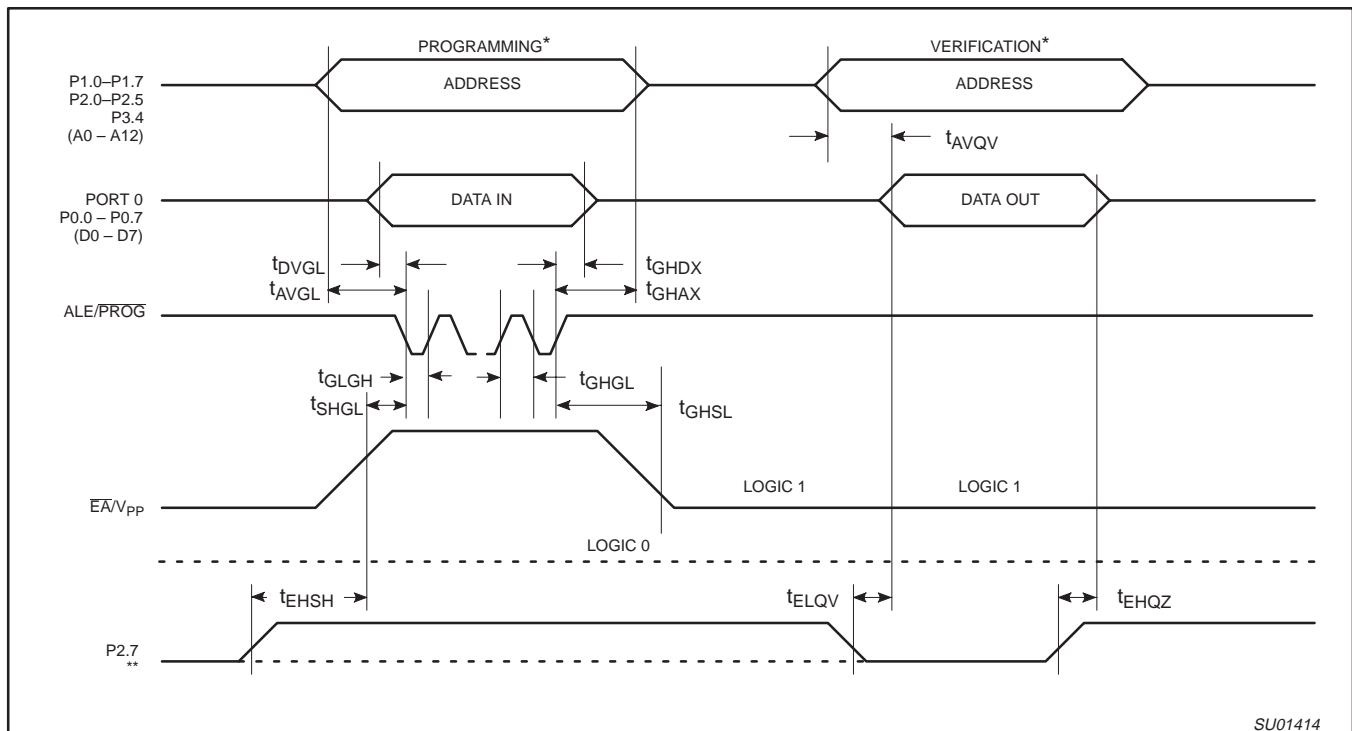 PROGRAMMING*
VERIFICATION*
P1.0–P1.7
P2.0–P2.5
P3.4
(A0 – A12)
ADDRESS
ADDRESS
tAVQV
PORT 0
P0.0 – P0.7
(D0 – D7)
DATA IN
DATA OUT
tDVGL
tGHDX
tAVGL
tGHAX
ALE/PROG
tGLGH
tGHGL
tSHGL
tGHSL
LOGIC 1
LOGIC 1
EA/VPP
LOGIC 0
tEHSH
tELQV
tEHQZ
P2.7
**
SU01414